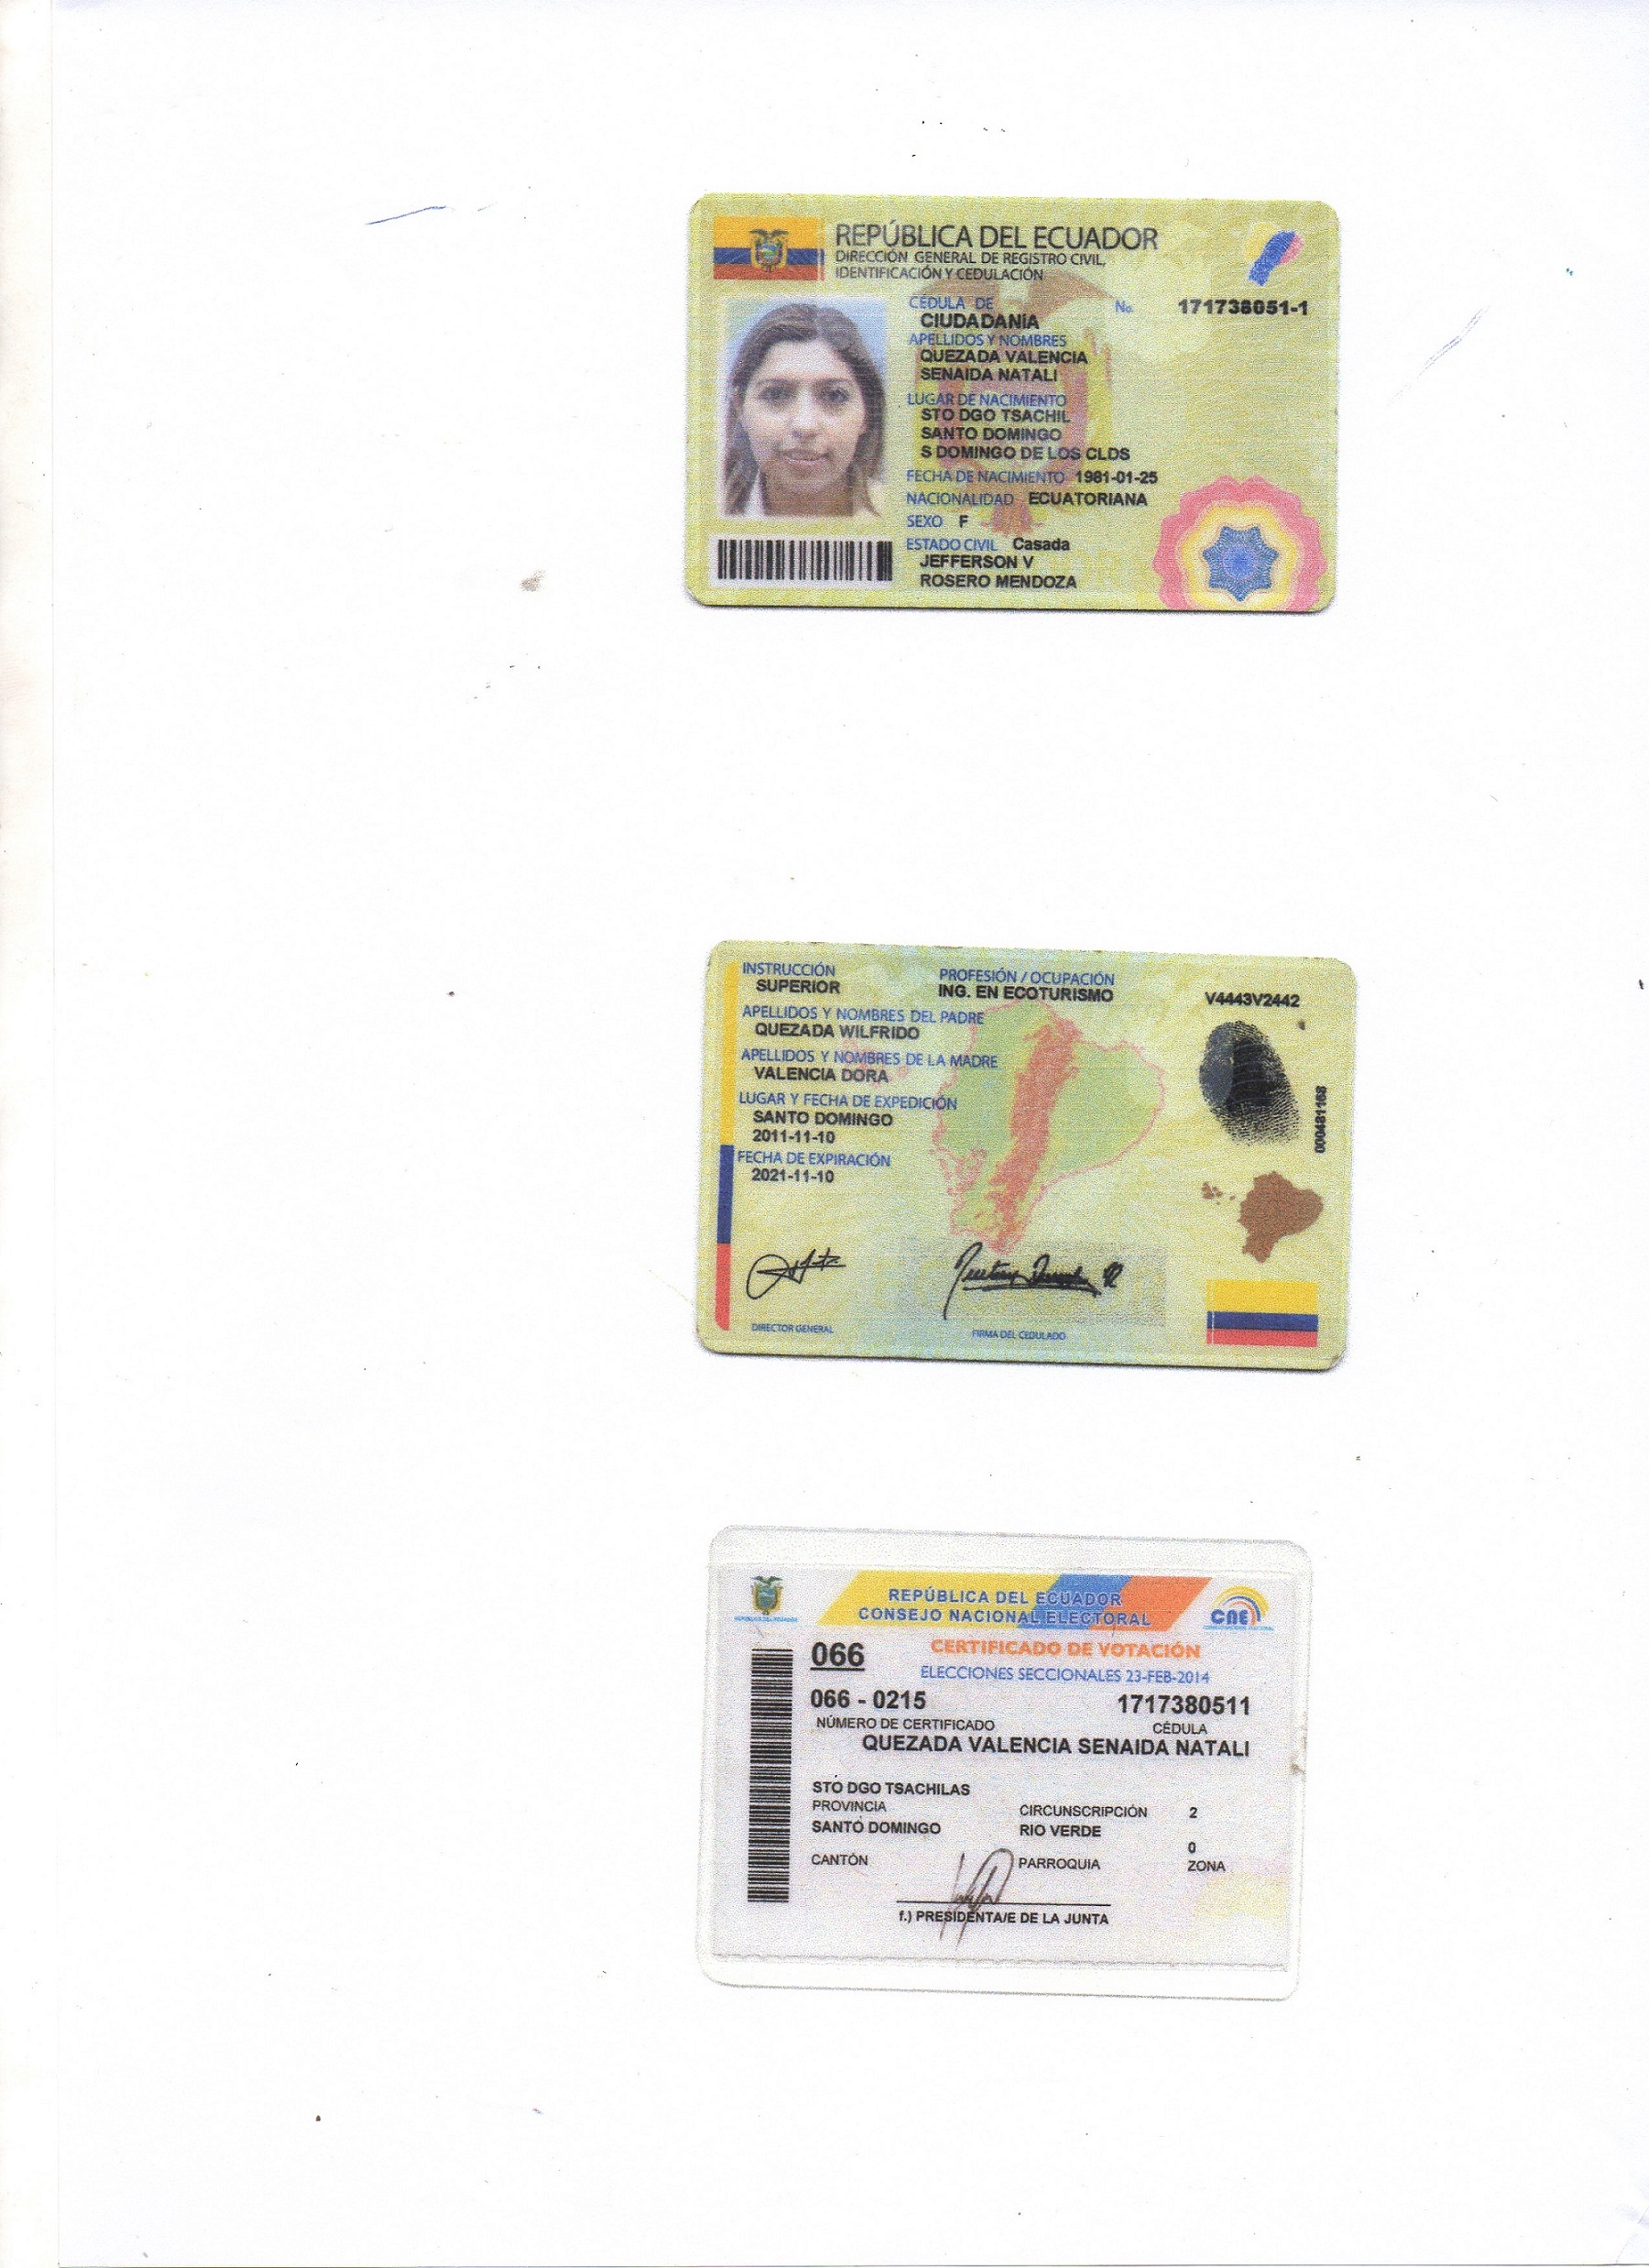 REPÚBLICA DEL ECUADOR
DIRECCIÓN GENERAL DE REGISTRO CIVIL,
IDENTIFICACIÓN Y CEDULACIÓN
CÉDULA DE No. 171738051-1
CIUDADANÍA
APELLIDOS Y NOMBRES
QUEZADA VALENCIA
SENAIDA NATALI
LUGAR DE NACIMIENTO
STO DGO TSACHIL
SANTO DOMINGO
S DOMINGO DE LOS CLDS
FECHA DE NACIMIENTO 1981-01-25
NACIONALIDAD ECUATORIANA
SEXO F
ESTADO CIVIL Casada
JEFFERSON V
ROSERO MENDOZA
INSTRUCCIÓN PROFESIÓN / OCUPACIÓN
SUPERIOR ING. EN ECOTURISMO V4443V2442
APELLIDOS Y NOMBRES DEL PADRE
QUEZADA WILFRIDO
APELLIDOS Y NOMBRES DE LA MADRE
VALENCIA DORA
LUGAR Y FECHA DE EXPEDICIÓN
SANTO DOMINGO
2011-11-10
FECHA DE EXPIRACIÓN
2021-11-10
000481168
DIRECTOR GENERAL FIRMA DEL CEDULADO
REPÚBLICA DEL ECUADOR
CONSEJO NACIONAL ELECTORAL
CNE
066 CERTIFICADO DE VOTACIÓN
ELECCIONES SECCIONALES 23-FEB-2014
066 - 0215 1717380511
NÚMERO DE CERTIFICADO CÉDULA
QUEZADA VALENCIA SENAIDA NATALI
STO DGO TSACHILAS
PROVINCIA CIRCUNSCRIPCIÓN 2
SANTO DOMINGO RIO VERDE
0
CANTÓN PARROQUIA ZONA
f.) PRESIDENTA/E DE LA JUNTA